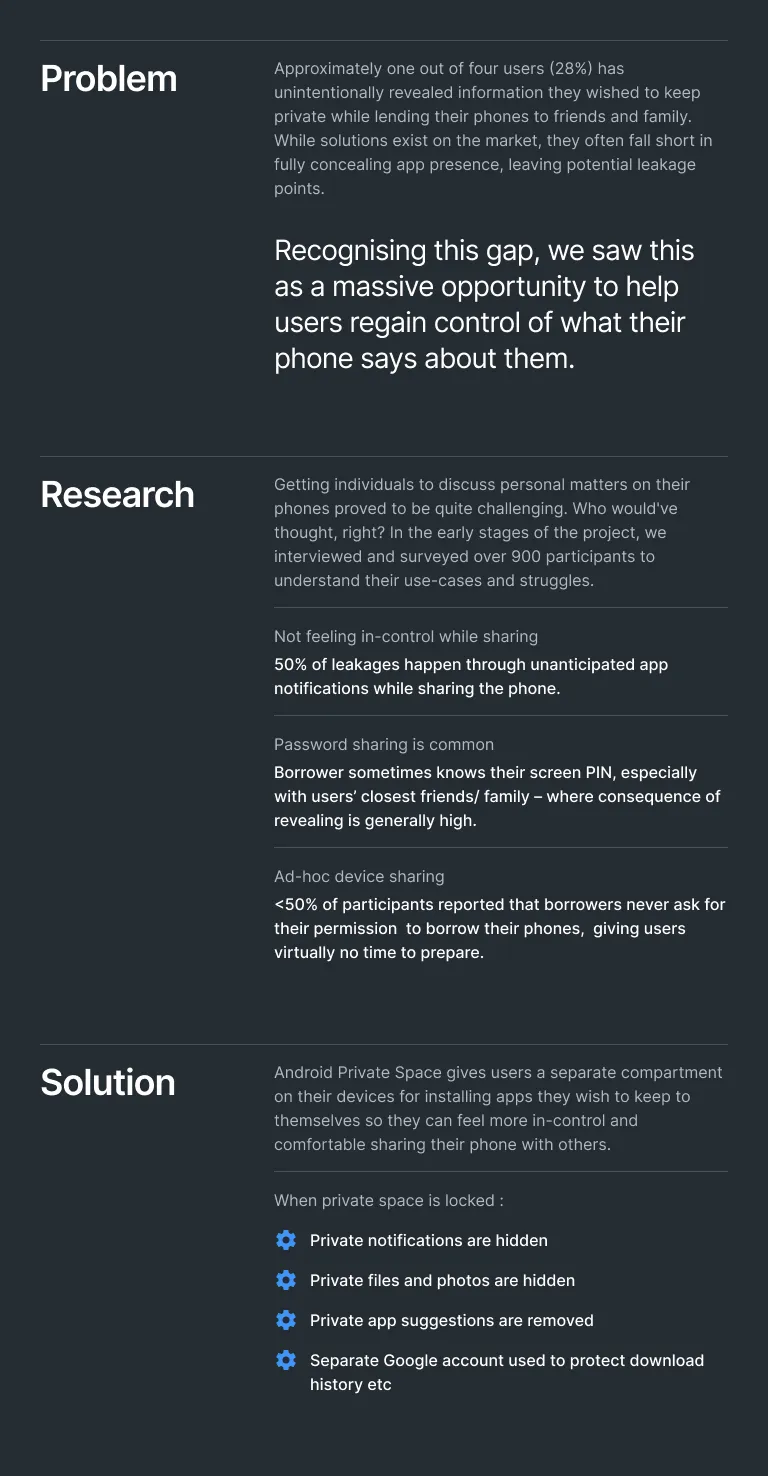 Problem
Approximately one out of four users (28%) has
unintentionally revealed information they wished to keep
private while lending their phones to friends and family.
While solutions exist on the market, they often fall short in
fully concealing app presence, leaving potential leakage
points.
Recognising this gap, we saw this
as a massive opportunity to help
users regain control of what their
phone says about them.
Research
Getting individuals to discuss personal matters on their
phones proved to be quite challenging. Who would've
thought, right? In the early stages of the project, we
interviewed and surveyed over 900 participants to
understand their use-cases and struggles.
Not feeling in-control while sharing
50% of leakages happen through unanticipated app
notifications while sharing the phone.
Password sharing is common
Borrower sometimes knows their screen PIN, especially
with users’ closest friends/ family – where consequence of
revealing is generally high.
Ad-hoc device sharing
<50% of participants reported that borrowers never ask for
their permission  to borrow their phones,  giving users
virtually no time to prepare.
Solution
Android Private Space gives users a separate compartment
on their devices for installing apps they wish to keep to
themselves so they can feel more in-control and
comfortable sharing their phone with others.
When private space is locked :
Private notifications are hidden
Private files and photos are hidden
Private app suggestions are removed
Separate Google account used to protect download
history etc